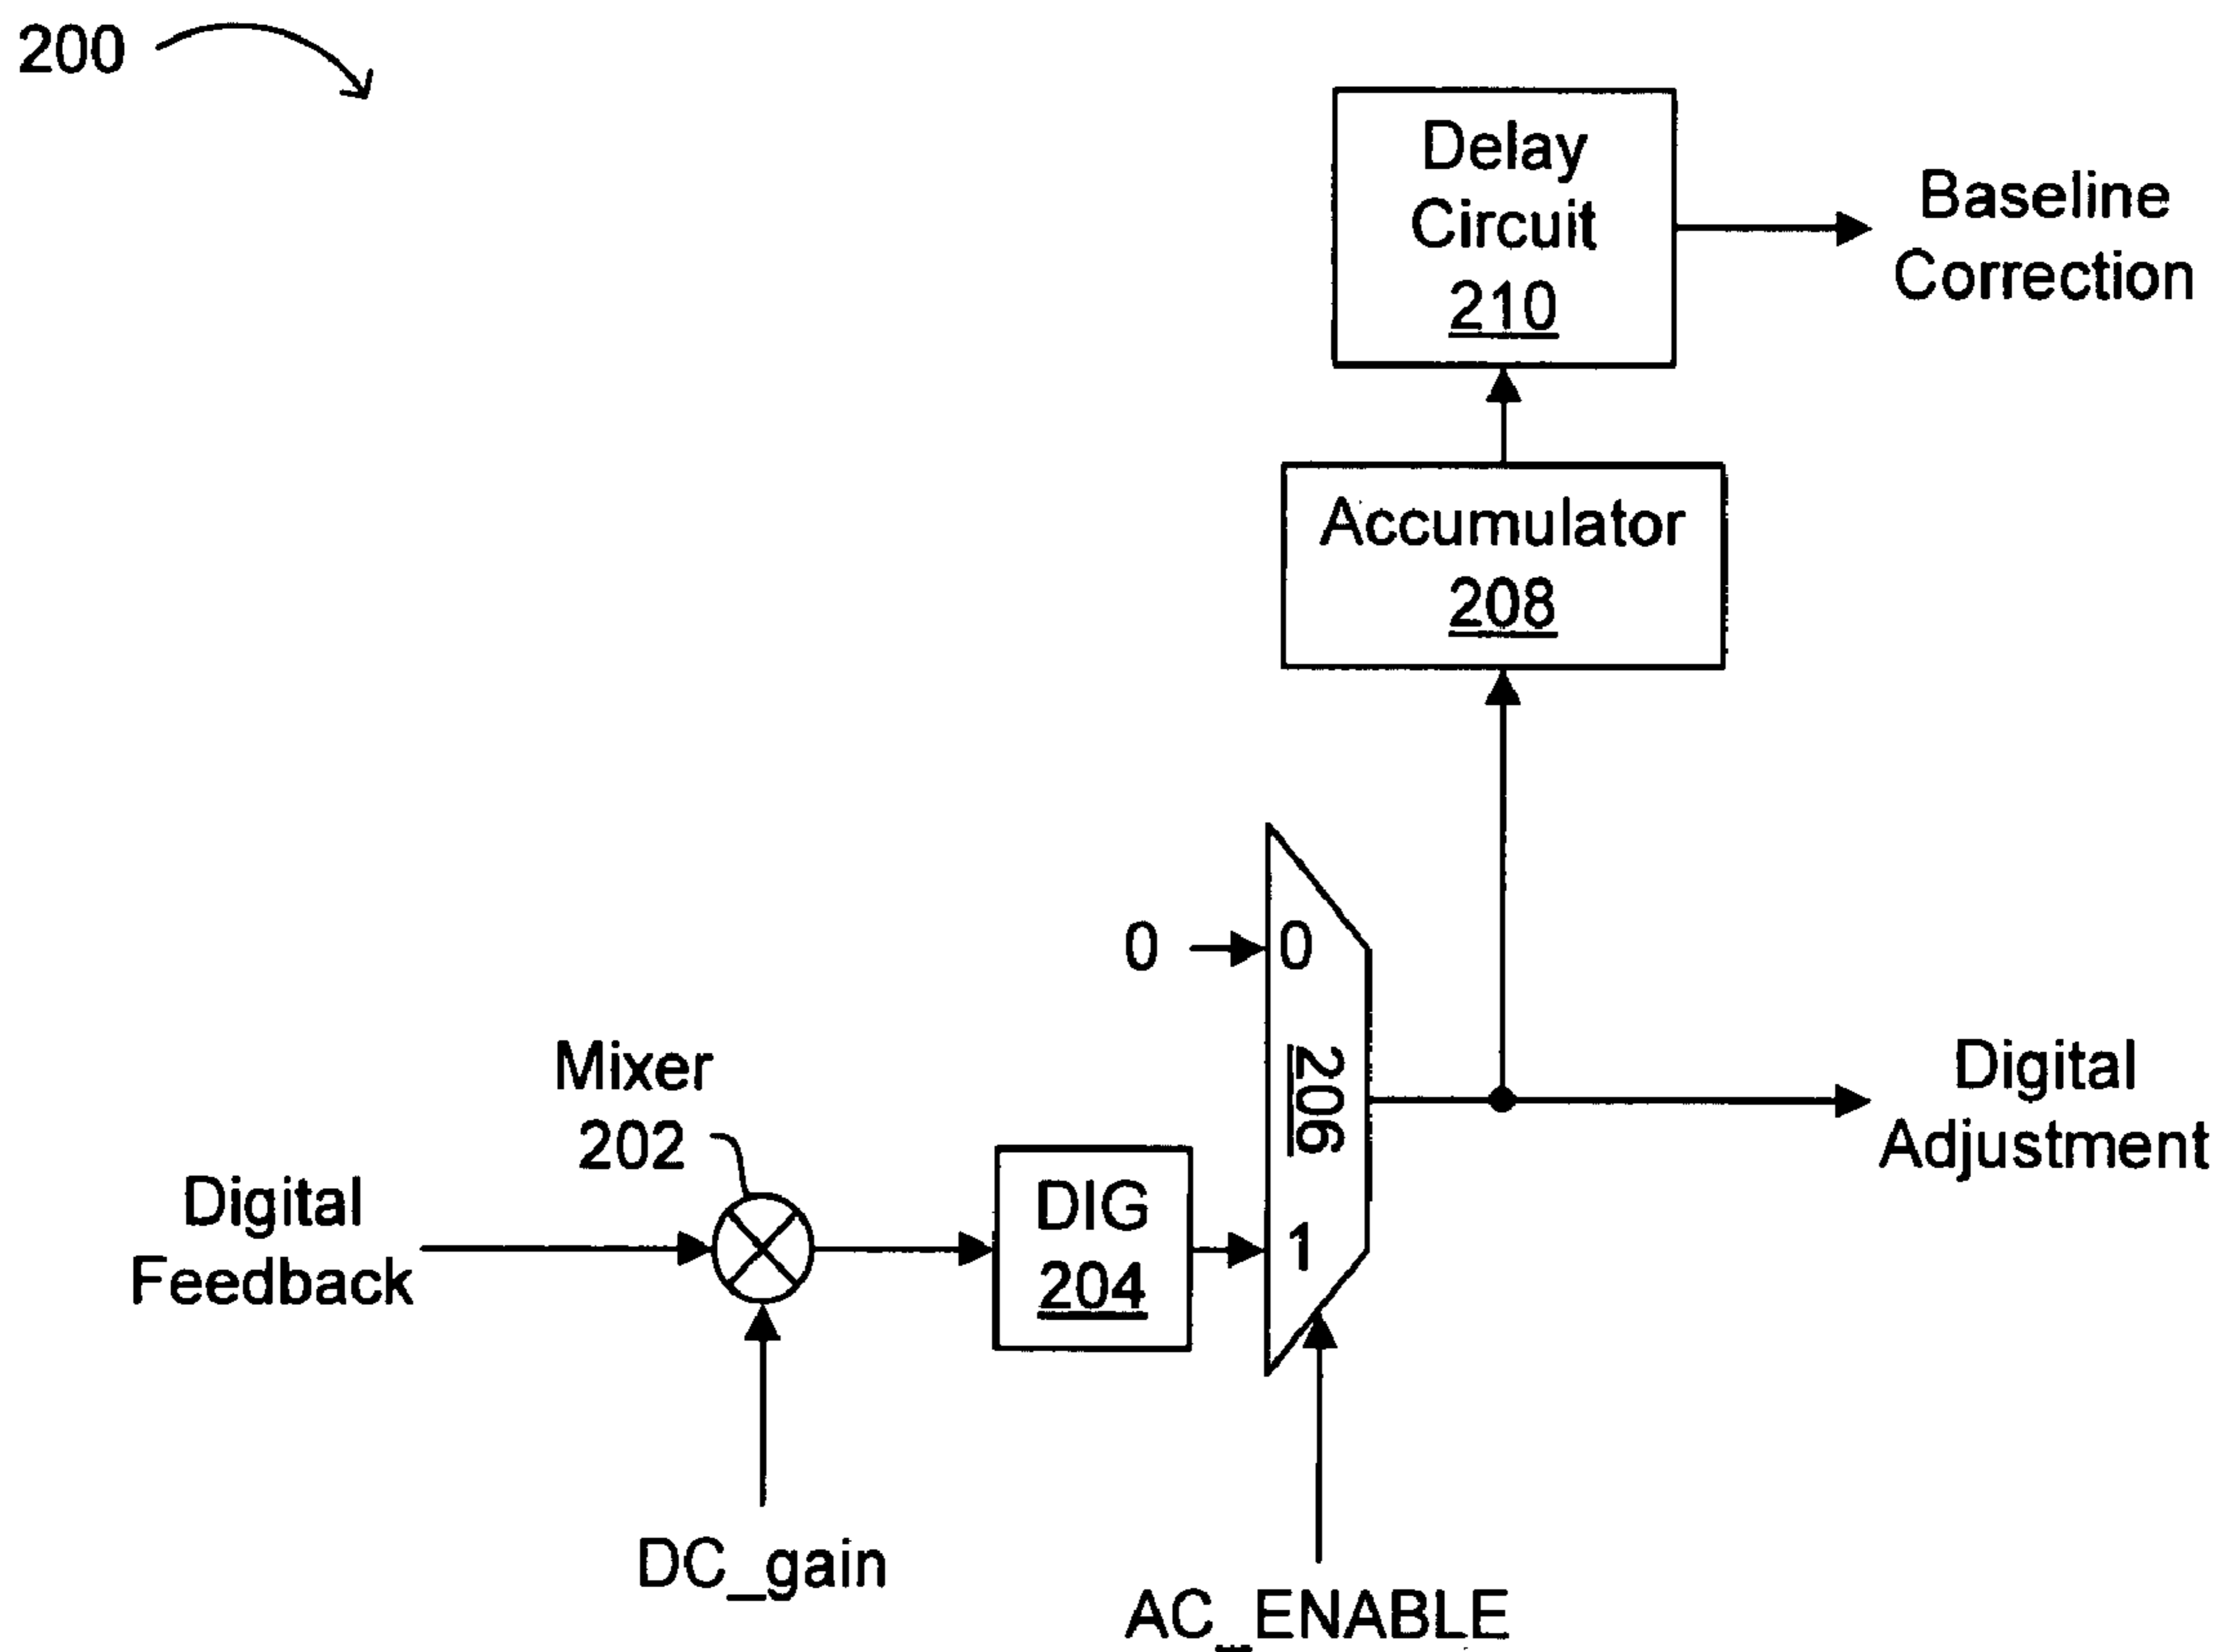 200
Delay
Circuit
210
Baseline
Correction
Accumulator
208
0
0
206
Mixer
202
Digital
Adjustment
Digital
Feedback
DIG
204
1
DC_gain
AC_ENABLE